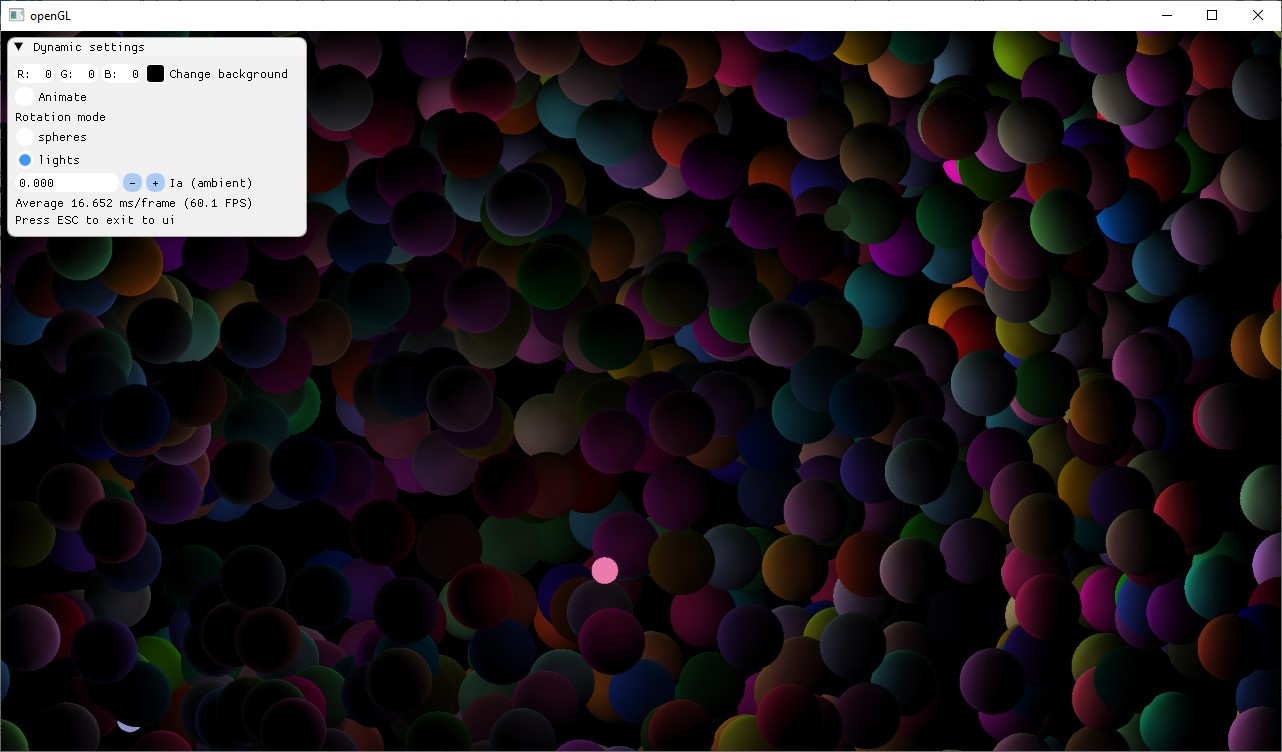 openGL
Dynamic settings
R: 0 G: 0 B: 0 Change background
Animate
Rotation mode
spheres
lights
0.000 - + Ia (ambient)
Average 16.652 ms/frame (60.1 FPS)
Press ESC to exit to ui